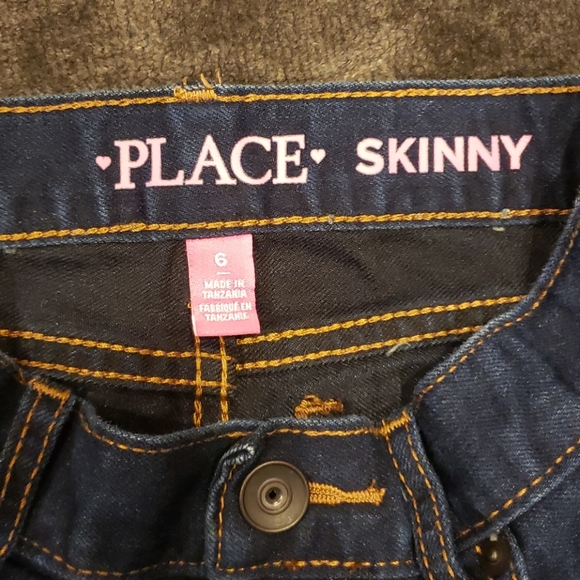 ♥PLACE♥ SKINNY
6
MADE IN
TANZANIA
FABRIQUÉ EN
TANZANIE